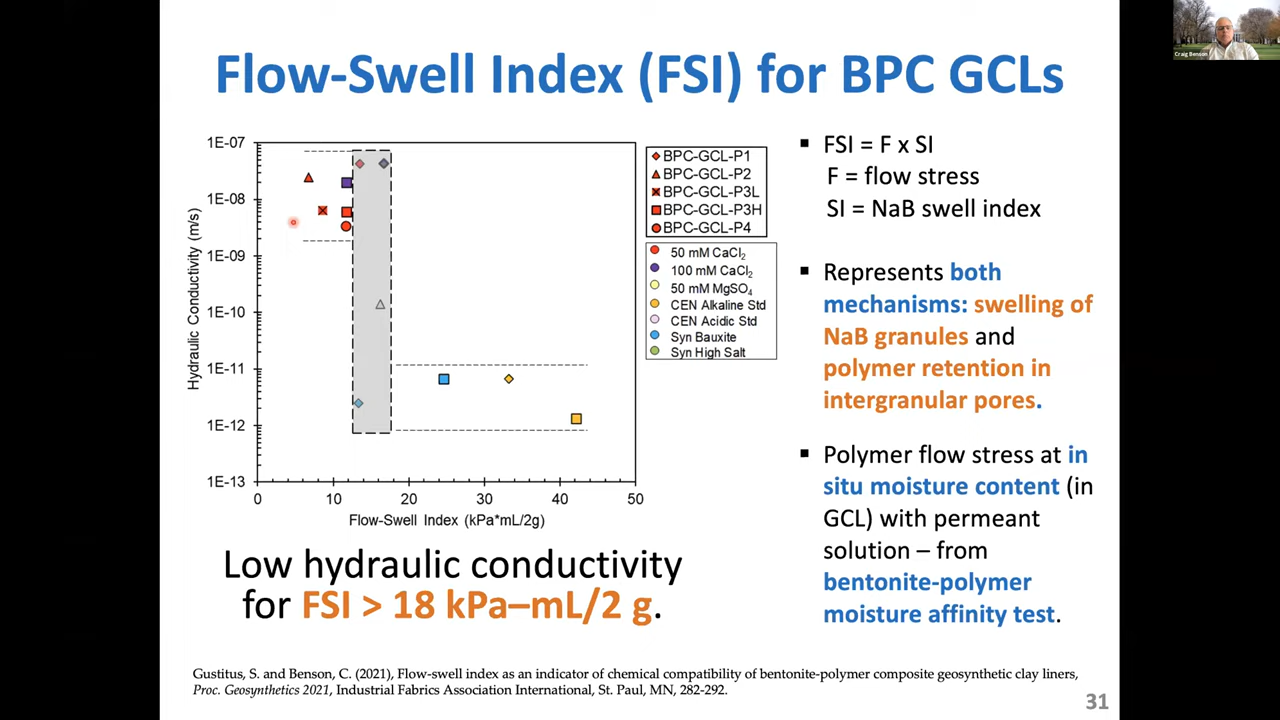 Craig Benson
Flow-Swell Index (FSI) for BPC GCLs
1E-07
1E-08
1E-09
1E-10
1E-11
1E-12
1E-13
Hydraulic Conductivity (m/s)
0 10 20 30 40 50
Flow-Swell Index (kPa*mL/2g)
BPC-GCL-P1
BPC-GCL-P2
BPC-GCL-P3L
BPC-GCL-P3H
BPC-GCL-P4
50 mM CaCl₂
100 mM CaCl₂
50 mM MgSO₄
CEN Alkaline Std
CEN Acidic Std
Syn Bauxite
Syn High Salt
Low hydraulic conductivity
for FSI > 18 kPa–mL/2 g.
▪ FSI = F x SI
F = flow stress
SI = NaB swell index
▪ Represents both
mechanisms: swelling of
NaB granules and
polymer retention in
intergranular pores.
▪ Polymer flow stress at in
situ moisture content (in
GCL) with permeant
solution – from
bentonite-polymer
moisture affinity test.
Gustitus, S. and Benson, C. (2021), Flow-swell index as an indicator of chemical compatibility of bentonite-polymer composite geosynthetic clay liners,
Proc. Geosynthetics 2021, Industrial Fabrics Association International, St. Paul, MN, 282-292.
31